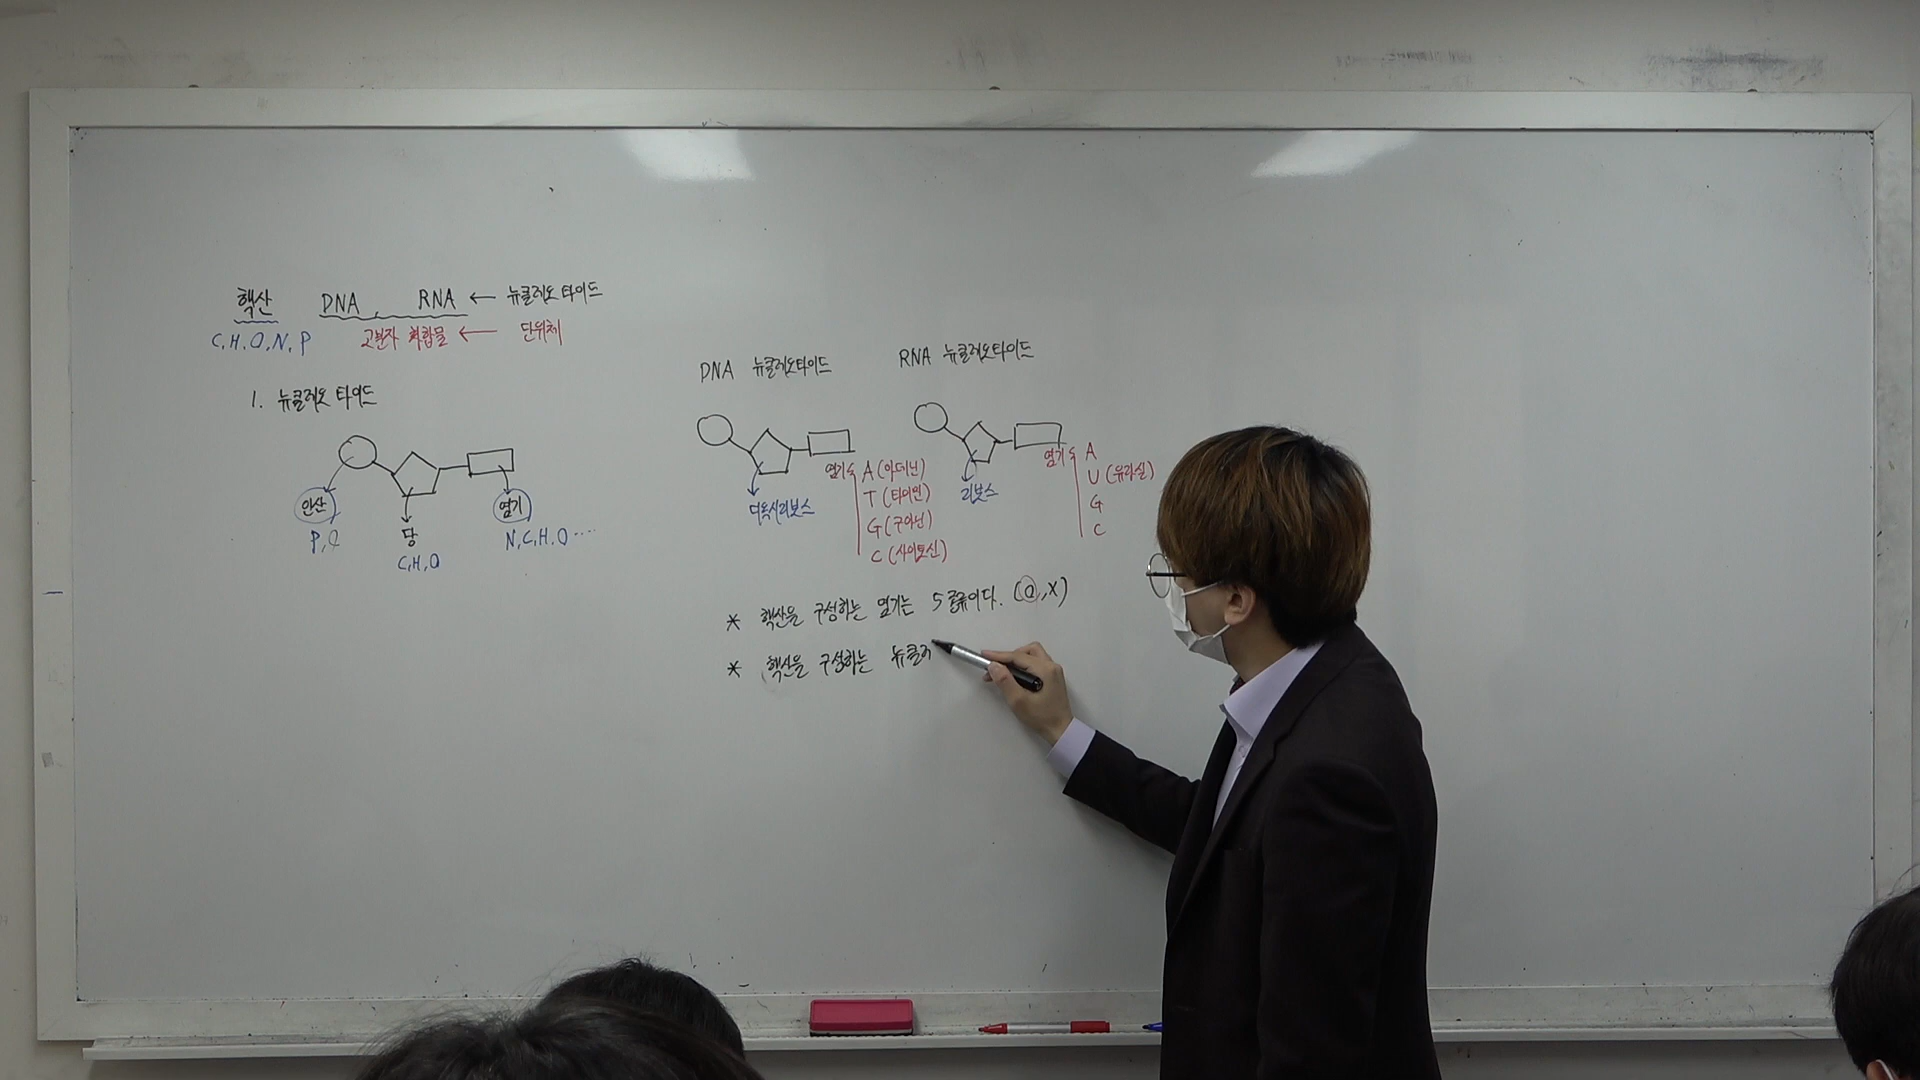 핵산 DNA, RNA ← 뉴클레오타이드
C, H, O, N, P 고분자 화합물 ← 단위체
1. 뉴클레오타이드
인산 당 염기
P, O C, H, O N, C, H, O ····
DNA 뉴클레오타이드 RNA 뉴클레오타이드
디옥시리보스 리보스
염기 A (아데닌)
T (타이민)
G (구아닌)
C (사이토신)
염기 A
U (유라실)
G
C
* 핵산을 구성하는 염기는 5종류이다. (O, X)
* 핵산을 구성하는 뉴클레